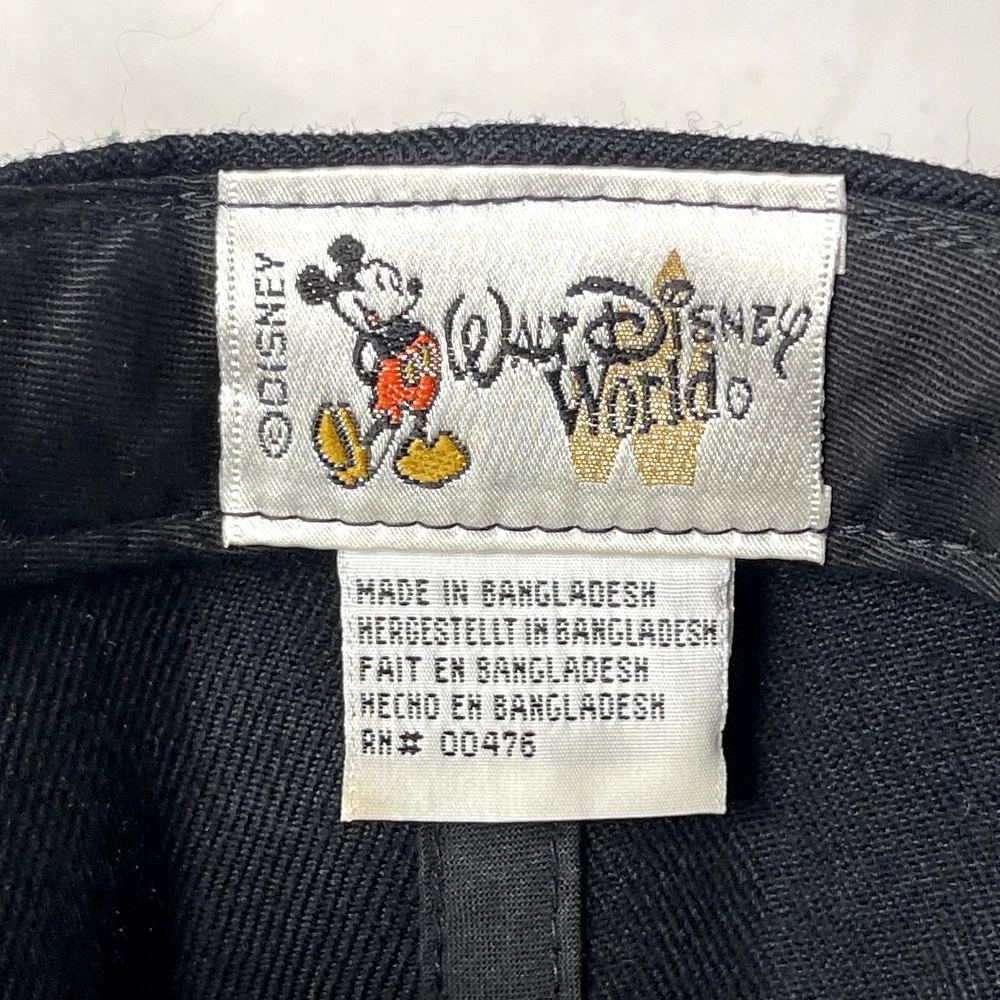 ©DISNEY
WALT DISNEY
World
MADE IN BANGLADESH
HERGESTELLT IN BANGLADESH
FAIT EN BANGLADESH
HECHO EN BANGLADESH
RN# 00476